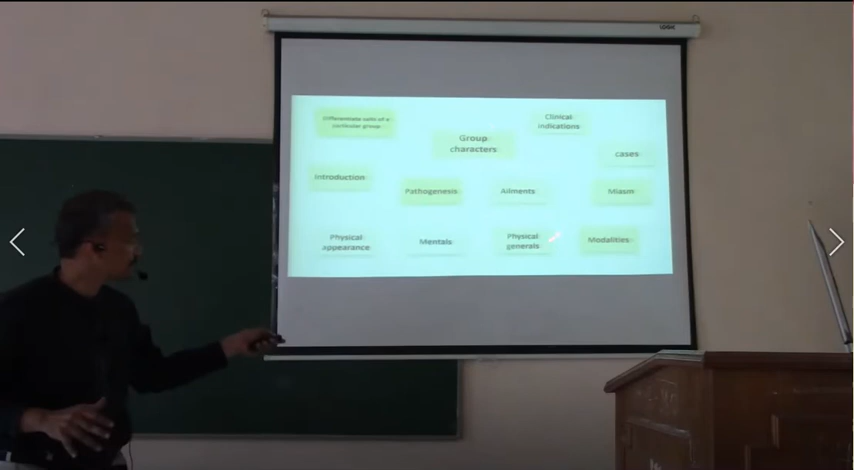 LOGIC
Differentiate salts of a
particular group
Clinical
indications
Group
characters
cases
Introduction
Pathogenesis
Ailments
Miasm
Physical
appearance
Mentals
Physical
generals
Modalities